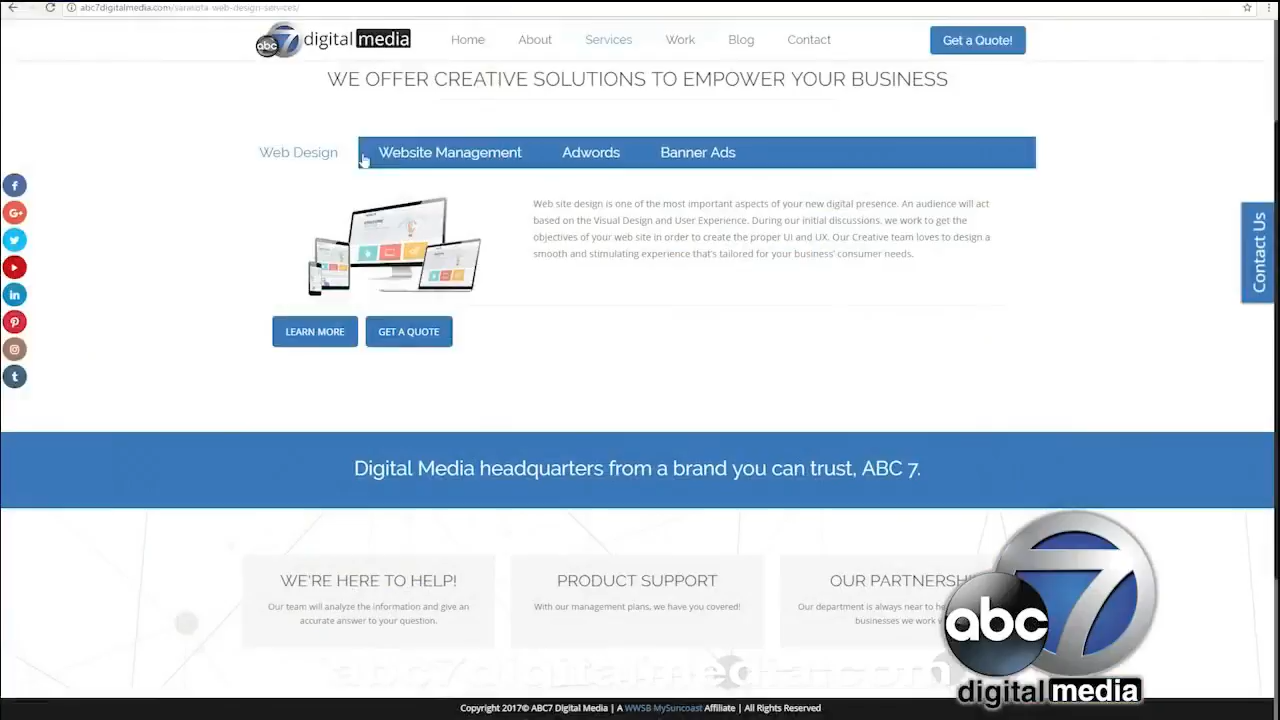 abc7digitalmedia.com/sarasota-web-design-services/
abc 7 digital media
Home
About
Services
Work
Blog
Contact
Get a Quote!
WE OFFER CREATIVE SOLUTIONS TO EMPOWER YOUR BUSINESS
Web Design
Website Management
Adwords
Banner Ads
Web site design is one of the most important aspects of your new digital presence. An audience will act
based on the Visual Design and User Experience. During our initial discussions, we work to get the
objectives of your web site in order to create the proper UI and UX. Our Creative team loves to design a
smooth and stimulating experience that's tailored for your business' consumer needs.
Contact Us
LEARN MORE
GET A QUOTE
Digital Media headquarters from a brand you can trust, ABC 7.
WE'RE HERE TO HELP!
Our team will analyze the information and give an
accurate answer to your question.
PRODUCT SUPPORT
With our management plans, we have you covered!
OUR PARTNERSHI
Our department is always near to he
businesses we work
abc7digitalmedia.com
abc 7
digital media
Copyright 2017© ABC7 Digital Media | A WWSB MySuncoast Affiliate | All Rights Reserved